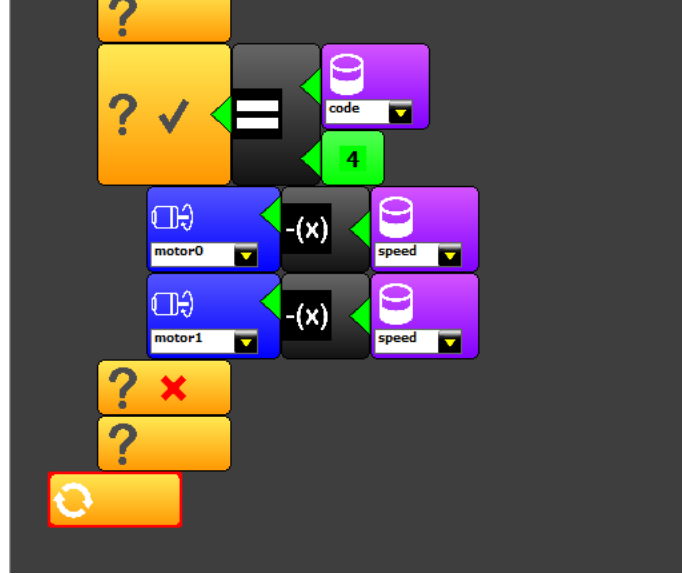 ?
? ✓ =
code
4
motor0 -(x) speed
motor1 -(x) speed
? ✖
?